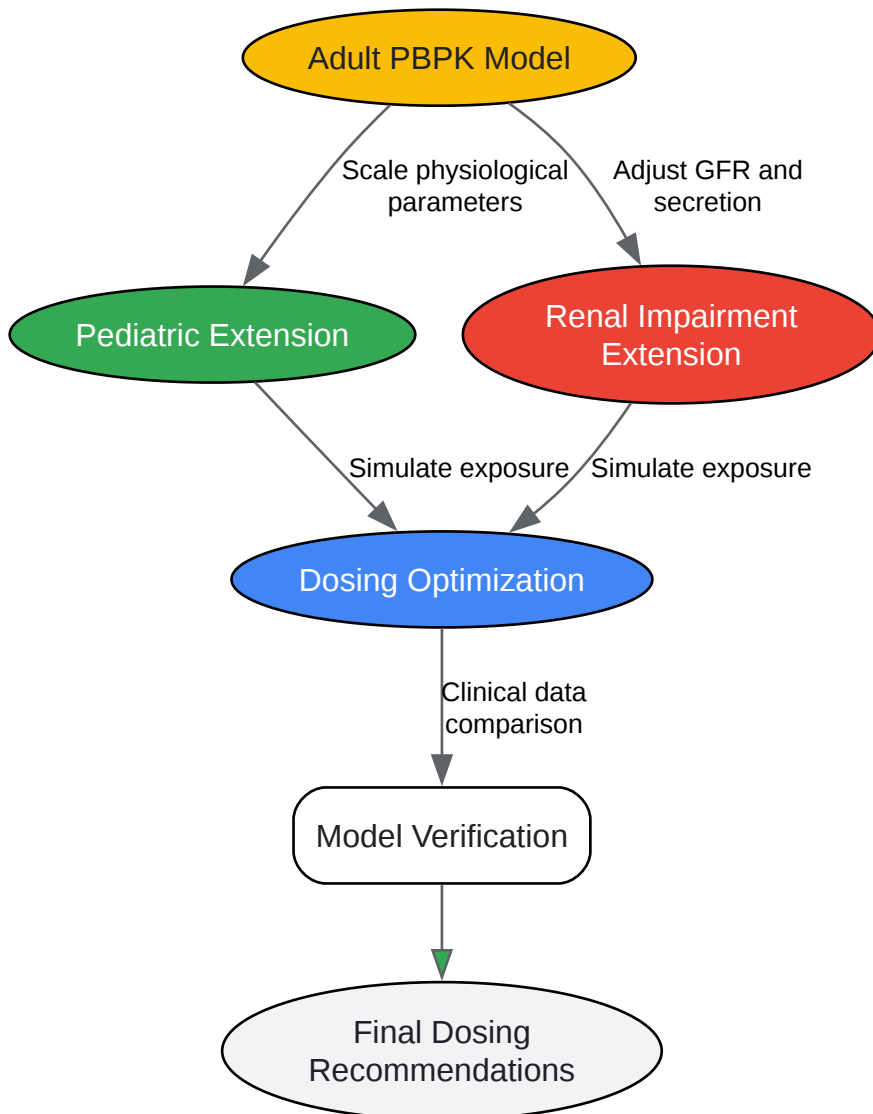 Adult PBPK Model
Scale physiological
parameters
Adjust GFR and
secretion
Pediatric Extension
Renal Impairment
Extension
Simulate exposure
Simulate exposure
Dosing Optimization
Clinical data
comparison
Model Verification
Final Dosing
Recommendations